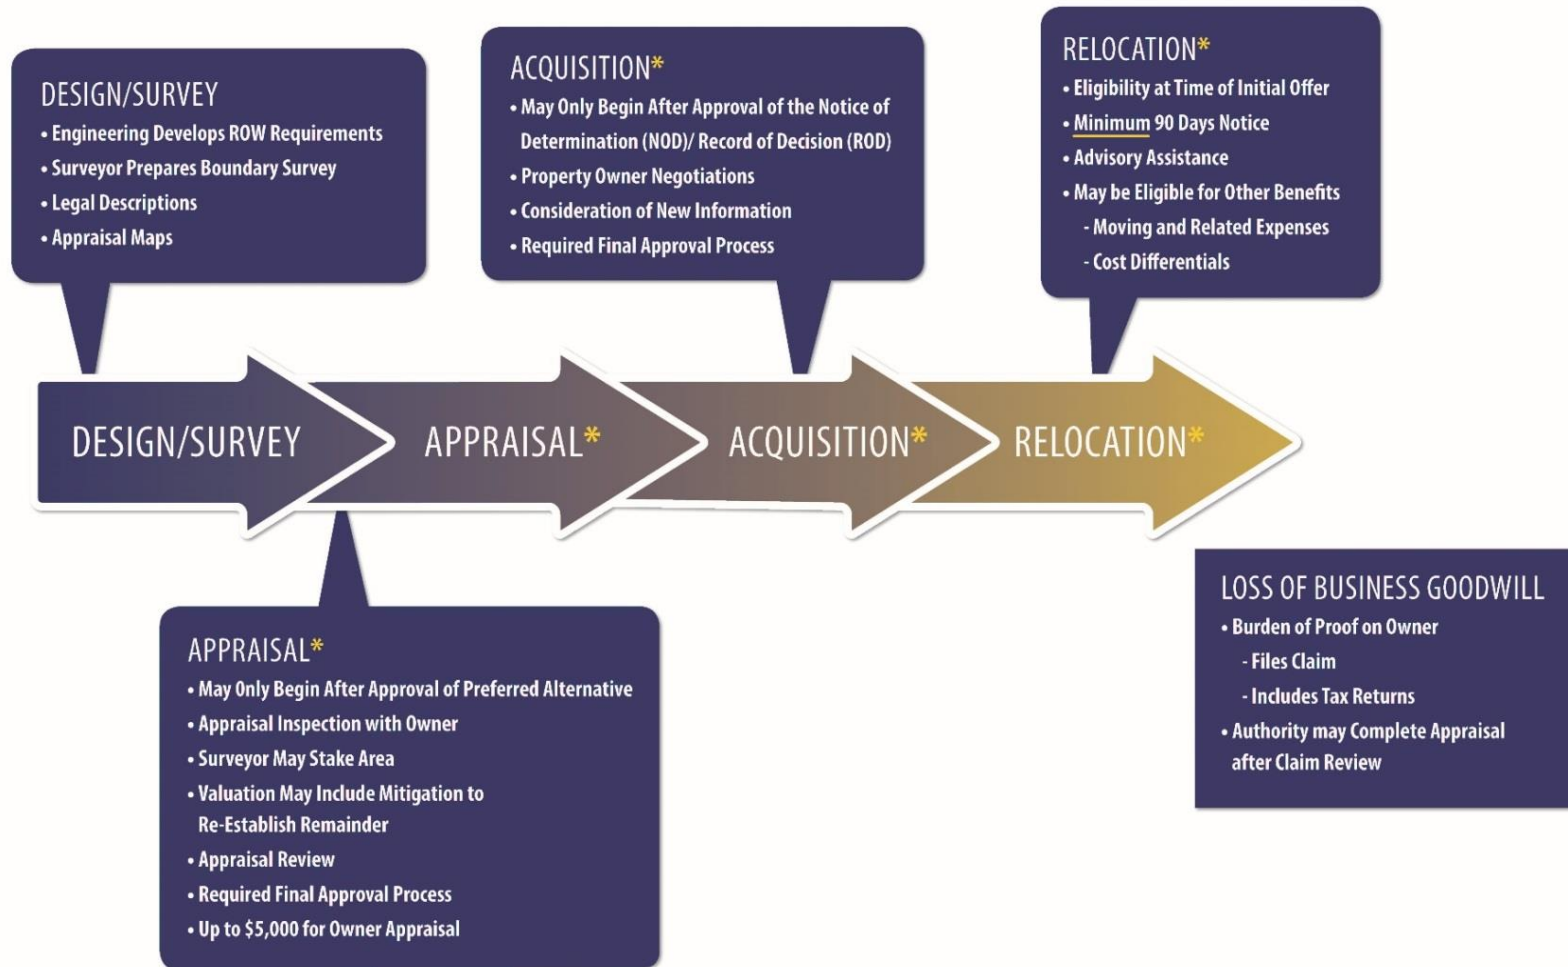 DESIGN/SURVEY
• Engineering Develops ROW Requirements
• Surveyor Prepares Boundary Survey
• Legal Descriptions
• Appraisal Maps
ACQUISITION*
• May Only Begin After Approval of the Notice of
Determination (NOD)/ Record of Decision (ROD)
• Property Owner Negotiations
• Consideration of New Information
• Required Final Approval Process
RELOCATION*
• Eligibility at Time of Initial Offer
• Minimum 90 Days Notice
• Advisory Assistance
• May be Eligible for Other Benefits
- Moving and Related Expenses
- Cost Differentials
DESIGN/SURVEY
APPRAISAL*
ACQUISITION*
RELOCATION*
APPRAISAL*
• May Only Begin After Approval of Preferred Alternative
• Appraisal Inspection with Owner
• Surveyor May Stake Area
• Valuation May Include Mitigation to
Re-Establish Remainder
• Appraisal Review
• Required Final Approval Process
• Up to $5,000 for Owner Appraisal
LOSS OF BUSINESS GOODWILL
• Burden of Proof on Owner
- Files Claim
- Includes Tax Returns
• Authority may Complete Appraisal
after Claim Review